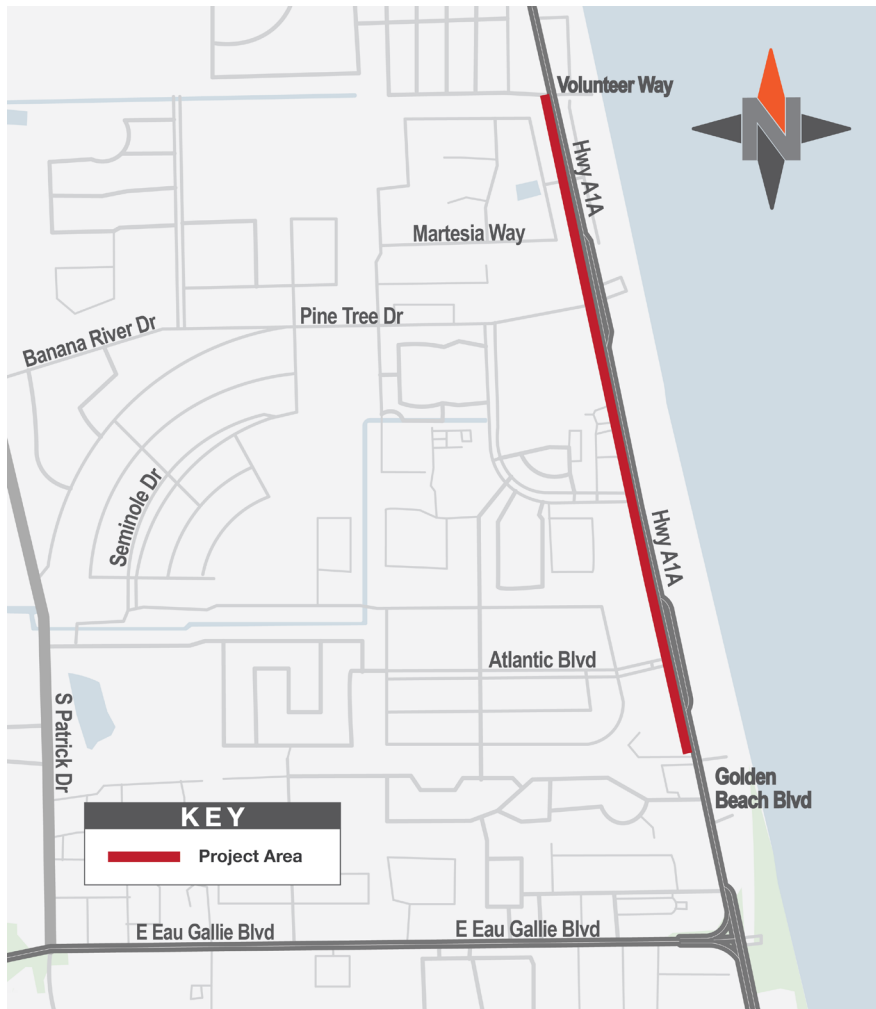 Volunteer Way
N
Hwy A1A
Martesia Way
Pine Tree Dr
Banana River Dr
Seminole Dr
Hwy A1A
Atlantic Blvd
S Patrick Dr
Golden
Beach Blvd
KEY
Project Area
E Eau Gallie Blvd
E Eau Gallie Blvd